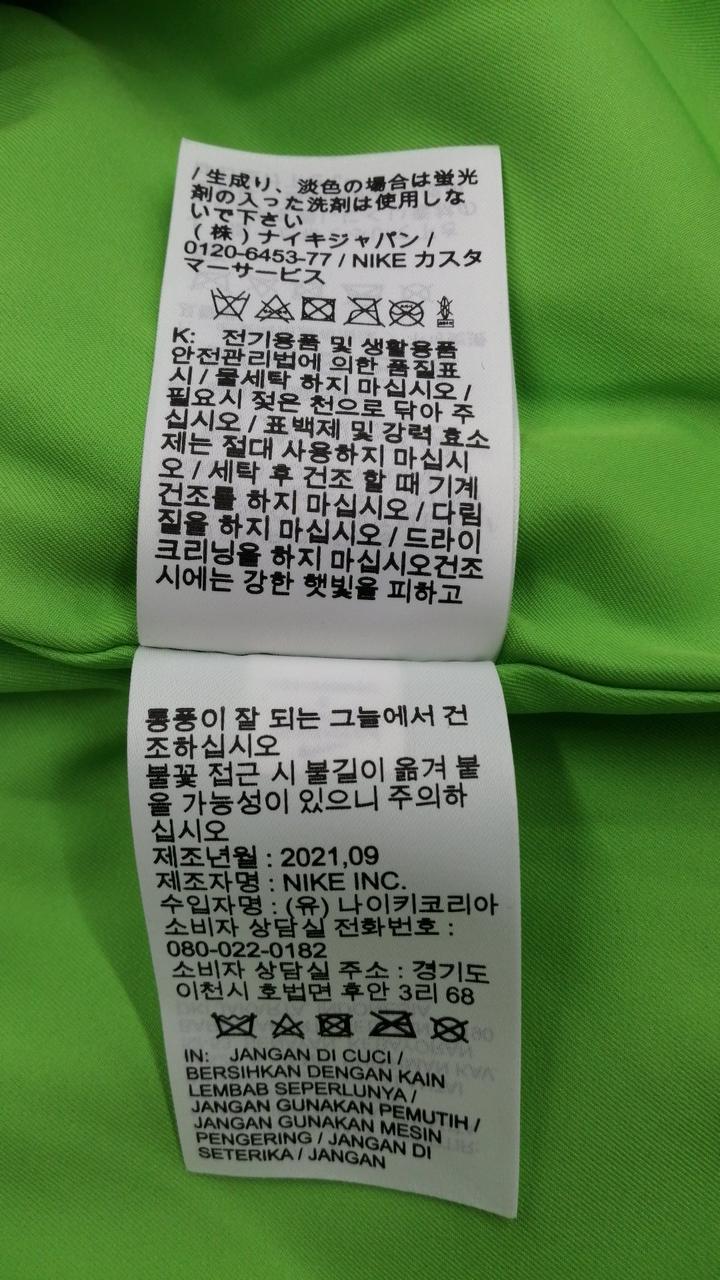 / 生成り、淡色の場合は蛍光
剤の入った洗剤は使用しな
いで下さい
(株)ナイキジャパン /
0120-6453-77 / NIKE カスタ
マーサービス
K: 전기용품 및 생활용품
안전관리법에 의한 품질표
시 / 물세탁 하지 마십시오 /
필요시 젖은 천으로 닦아 주
십시오 / 표백제 및 강력 효소
제는 절대 사용하지 마십시
오 / 세탁 후 건조 할 때 기계
건조를 하지 마십시오 / 다림
질을 하지 마십시오 / 드라이
크리닝을 하지 마십시오건조
시에는 강한 햇빛을 피하고
통풍이 잘 되는 그늘에서 건
조하십시오
불꽃 접근 시 불길이 옮겨 붙
을 가능성이 있으니 주의하
십시오
제조년월 : 2021,09
제조자명 : NIKE INC.
수입자명 : (유) 나이키코리아
소비자 상담실 전화번호 :
080-022-0182
소비자 상담실 주소 : 경기도
이천시 호법면 후안 3리 68
IN: JANGAN DI CUCI /
BERSIHKAN DENGAN KAIN
LEMBAB SEPERLUNYA /
JANGAN GUNAKAN PEMUTIH /
JANGAN GUNAKAN MESIN
PENGERING / JANGAN DI
SETERIKA / JANGAN